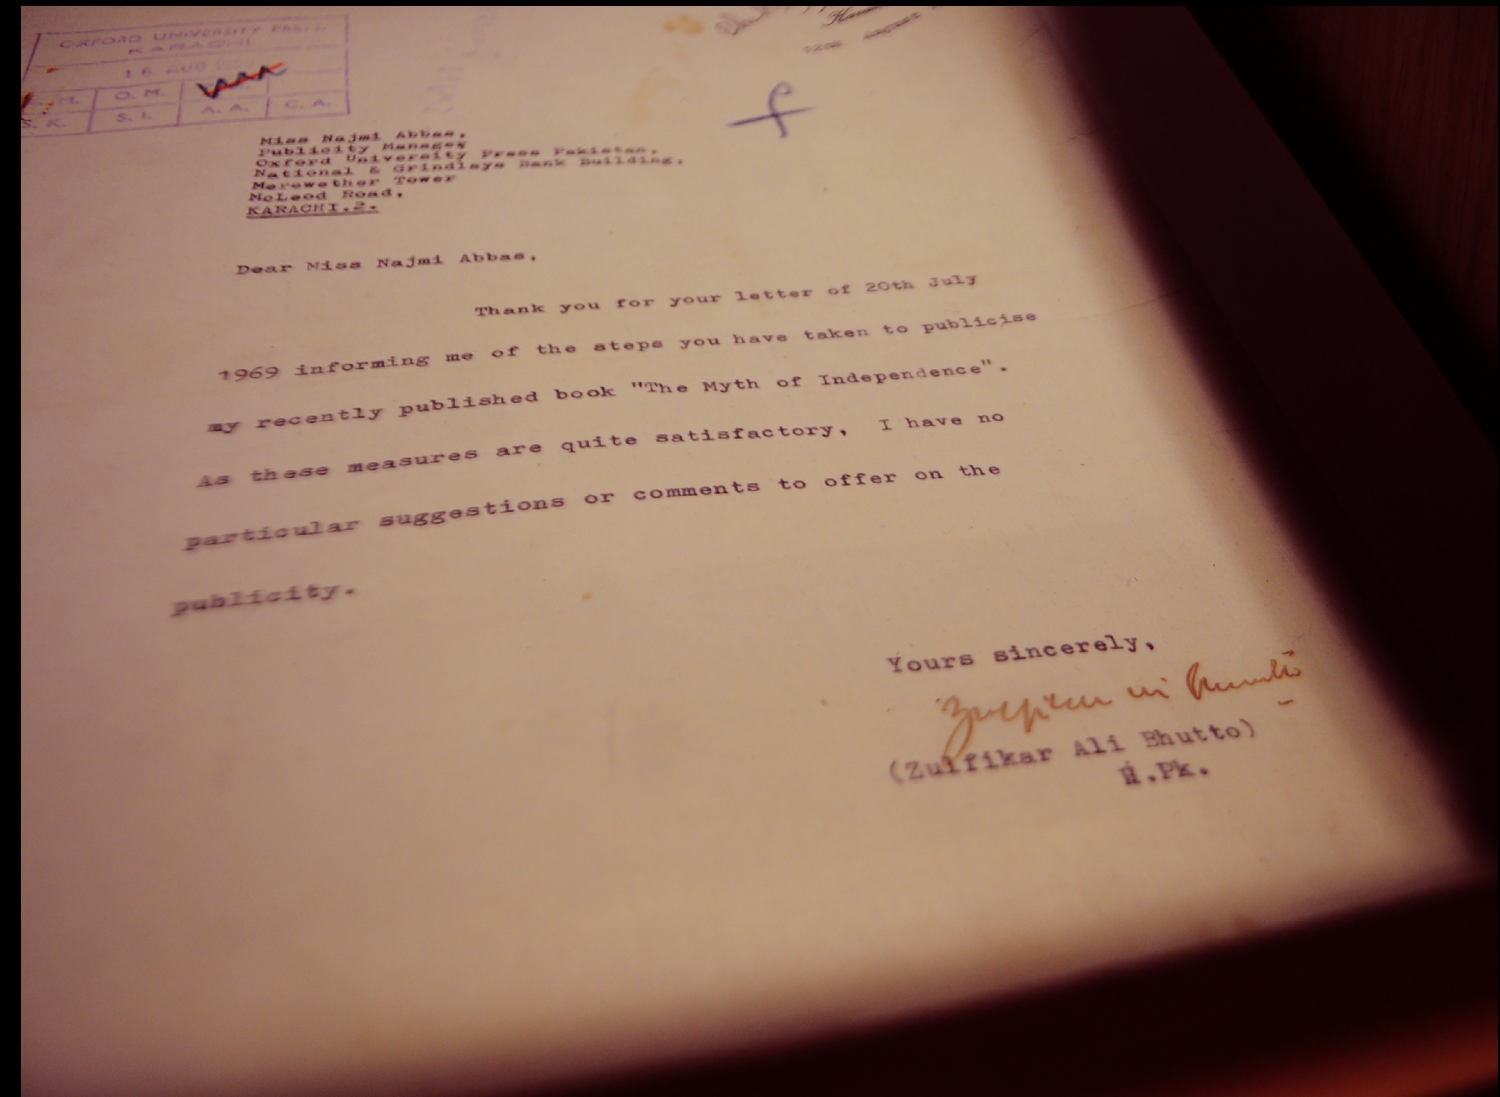 OXFORD UNIVERSITY PRESS
KARACHI
16 AUG
O. M.
S. K. S. I. A. A. C. A.
Miss Najmi Abbas,
Publicity Manager
Oxford University Press Pakistan,
National & Grindlays Bank Building,
Merewether Tower
McLeod Road,
KARACHI.2.
Dear Miss Najmi Abbas,
Thank you for your letter of 20th July
1969 informing me of the steps you have taken to publicise
my recently published book "The Myth of Independence".
As these measures are quite satisfactory, I have no
particular suggestions or comments to offer on the
publicity.
Yours sincerely,
(Zulfikar Ali Bhutto)
H.Pk.